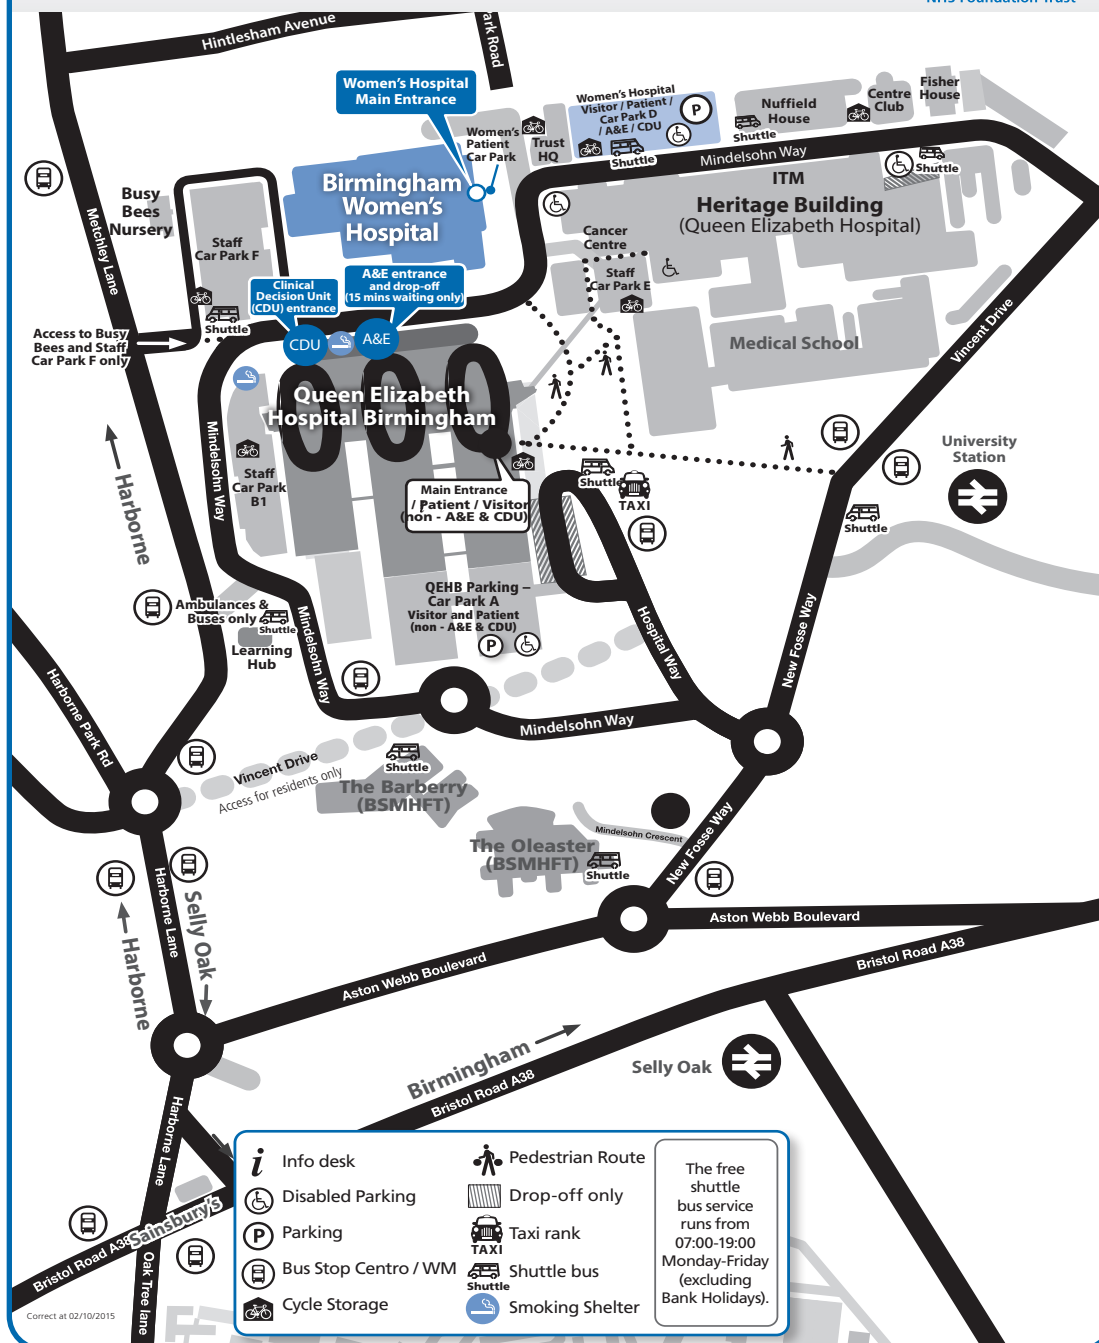 NHS Foundation Trust
Hintlesham Avenue
Park Road
Women's Hospital
Main Entrance
Women's
Patient
Car Park
Trust
HQ
Women's Hospital
Visitor / Patient /
Car Park D
/ A&E / CDU
P
Shuttle
Nuffield
House
Shuttle
Centre
Club
Fisher
House
Mindelsohn Way
Shuttle
ITM
Heritage Building
(Queen Elizabeth Hospital)
Birmingham
Women's
Hospital
Busy
Bees
Nursery
Metchley Lane
Staff
Car Park F
Shuttle
Access to Busy
Bees and Staff
Car Park F only
Clinical
Decision Unit
(CDU) entrance
A&E entrance
and drop-off
(15 mins waiting only)
CDU
A&E
Cancer
Centre
Staff
Car Park E
Medical School
Vincent Drive
Queen Elizabeth
Hospital Birmingham
Mindelsohn Way
Harborne
Staff
Car Park
B1
Main Entrance
/ Patient / Visitor
(non - A&E & CDU)
Shuttle
TAXI
University
Station
Shuttle
QEHB Parking –
Car Park A
Visitor and Patient
(non - A&E & CDU)
P
Ambulances &
Buses only
Shuttle
Learning
Hub
Mindelsohn Way
Hospital Way
New Fosse Way
Harborne Park Rd
Mindelsohn Way
Vincent Drive
Access for residents only
Shuttle
The Barberry
(BSMHFT)
The Oleaster
(BSMHFT)
Shuttle
Mindelsohn Crescent
New Fosse Way
Harborne Lane
Selly Oak
Harborne
Aston Webb Boulevard
Aston Webb Boulevard
Bristol Road A38
Birmingham
Bristol Road A38
Selly Oak
Harborne Lane
Sainsbury's
Bristol Road A38
Oak Tree lane
i Info desk
Disabled Parking
P Parking
Bus Stop Centro / WM
Cycle Storage
Pedestrian Route
Drop-off only
TAXI Taxi rank
Shuttle Shuttle bus
Smoking Shelter
The free
shuttle
bus service
runs from
07:00-19:00
Monday-Friday
(excluding
Bank Holidays).
Correct at 02/10/2015